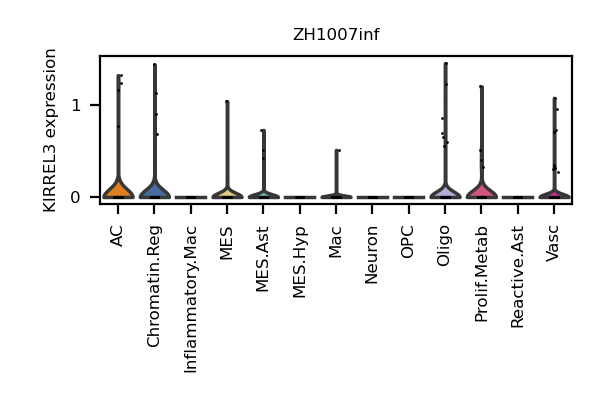 ZH1007inf
KIRREL3 expression
1
0
AC
Chromatin.Reg
Inflammatory.Mac
MES
MES.Ast
MES.Hyp
Mac
Neuron
OPC
Oligo
Prolif.Metab
Reactive.Ast
Vasc